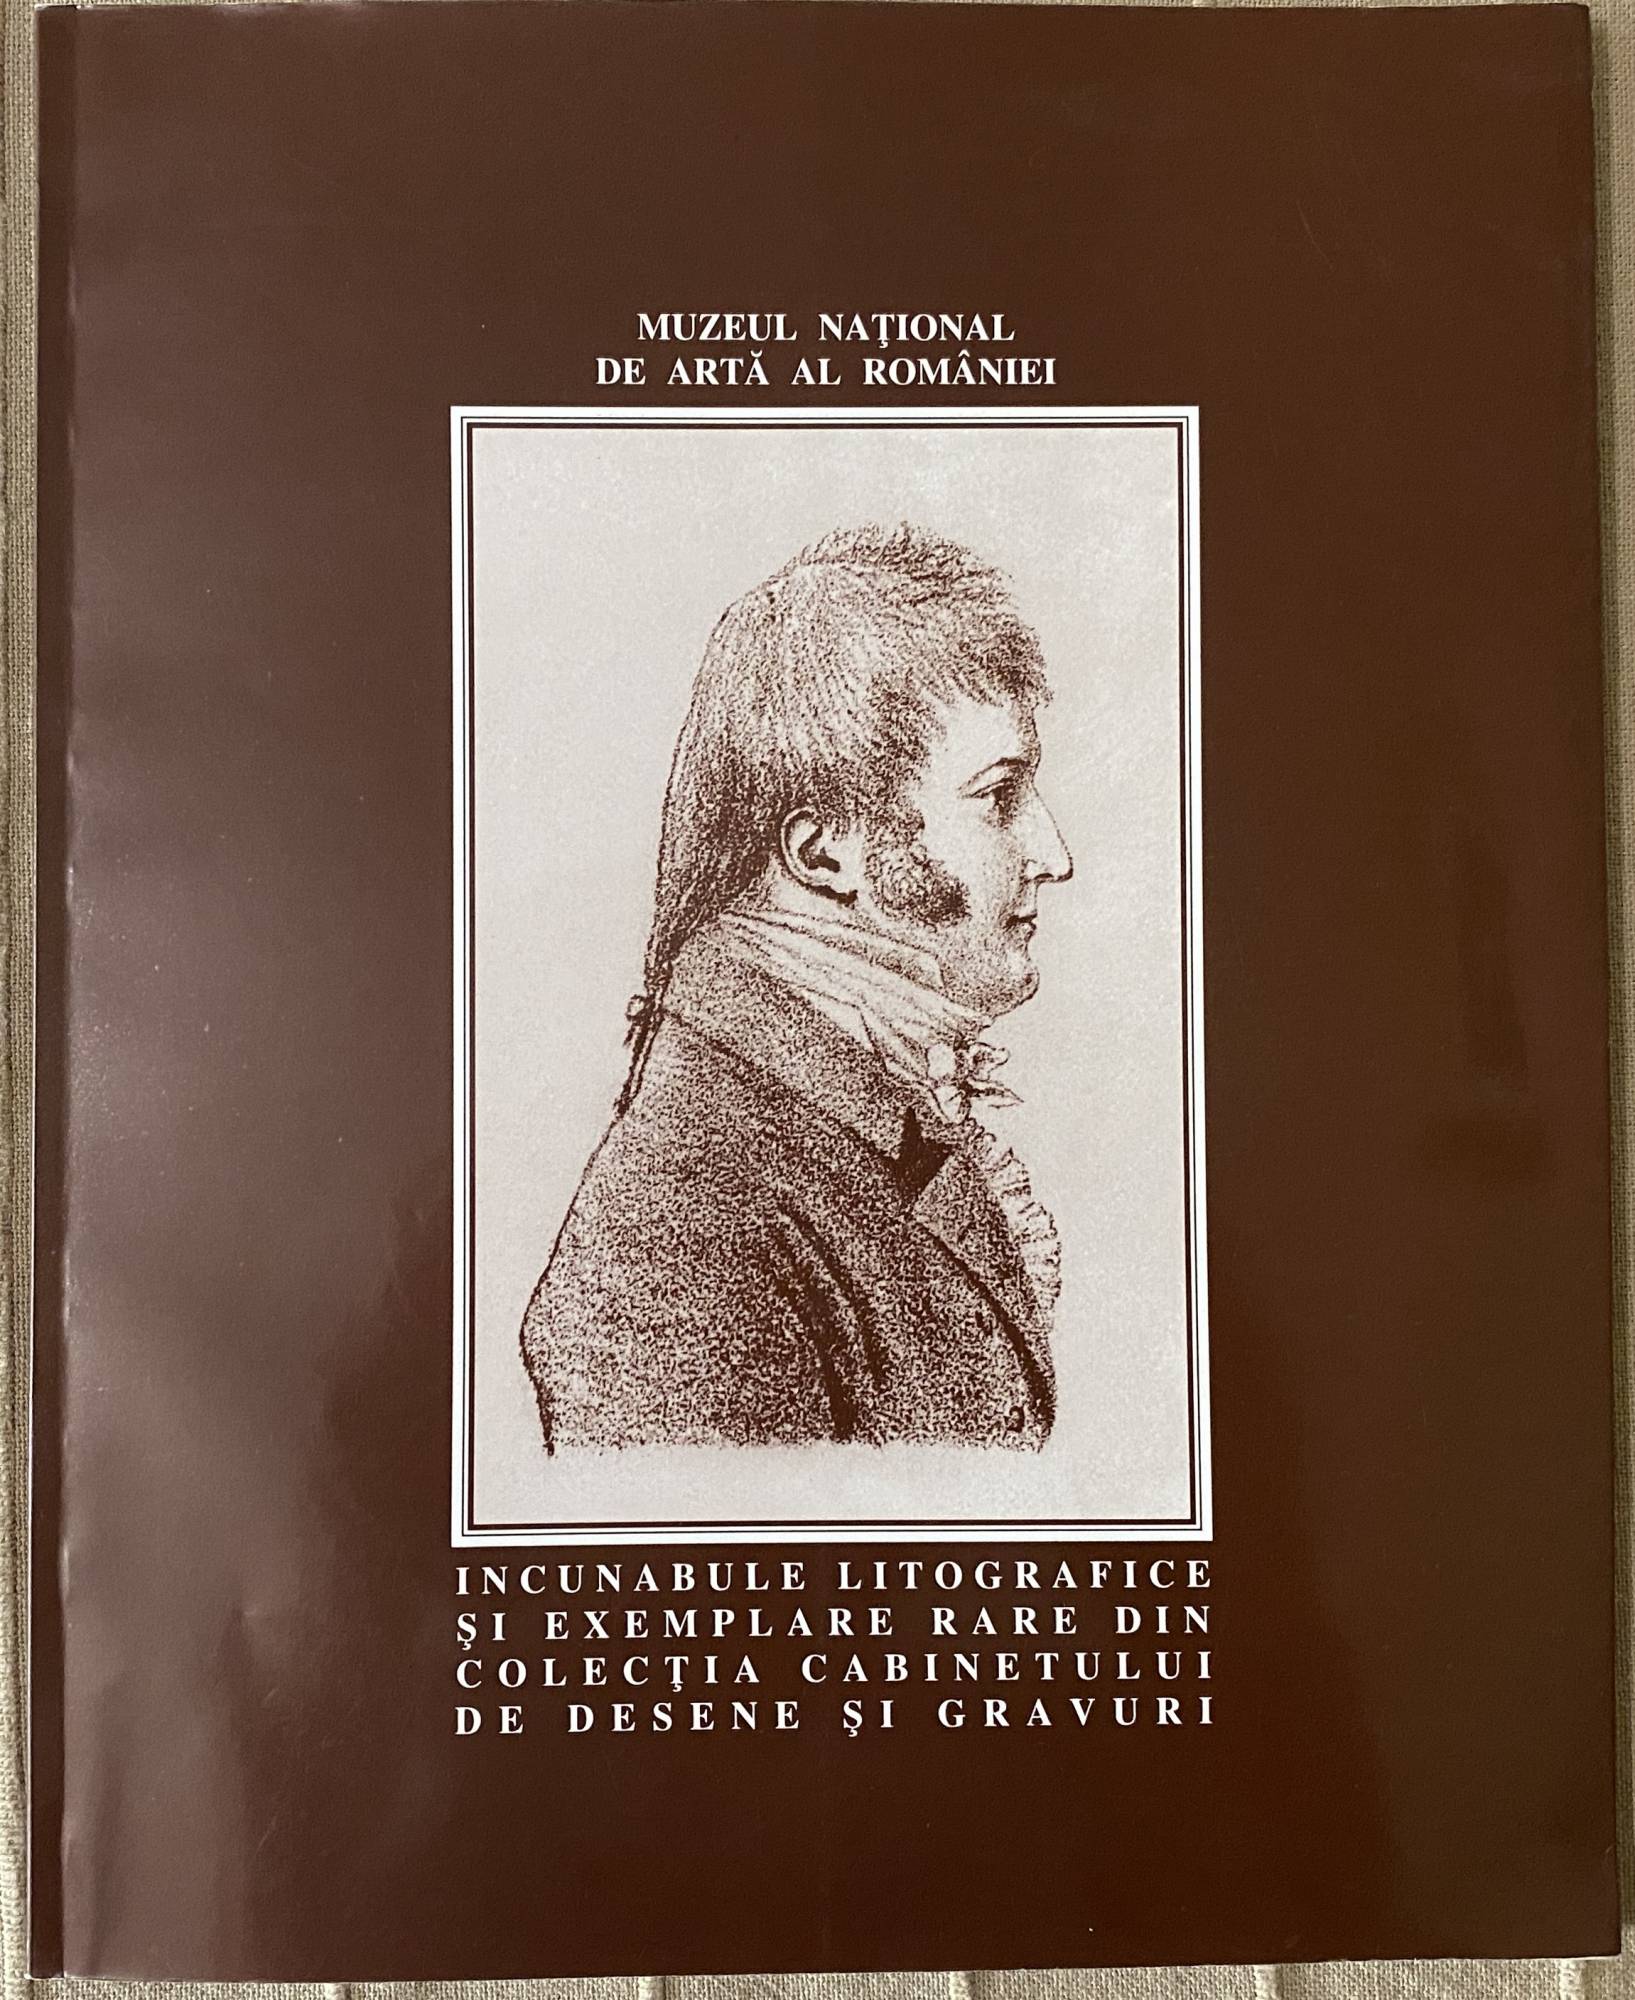 MUZEUL NAŢIONAL
DE ARTĂ AL ROMÂNIEI
INCUNABULE LITOGRAFICE
ŞI EXEMPLARE RARE DIN
COLECŢIA CABINETULUI
DE DESENE ŞI GRAVURI